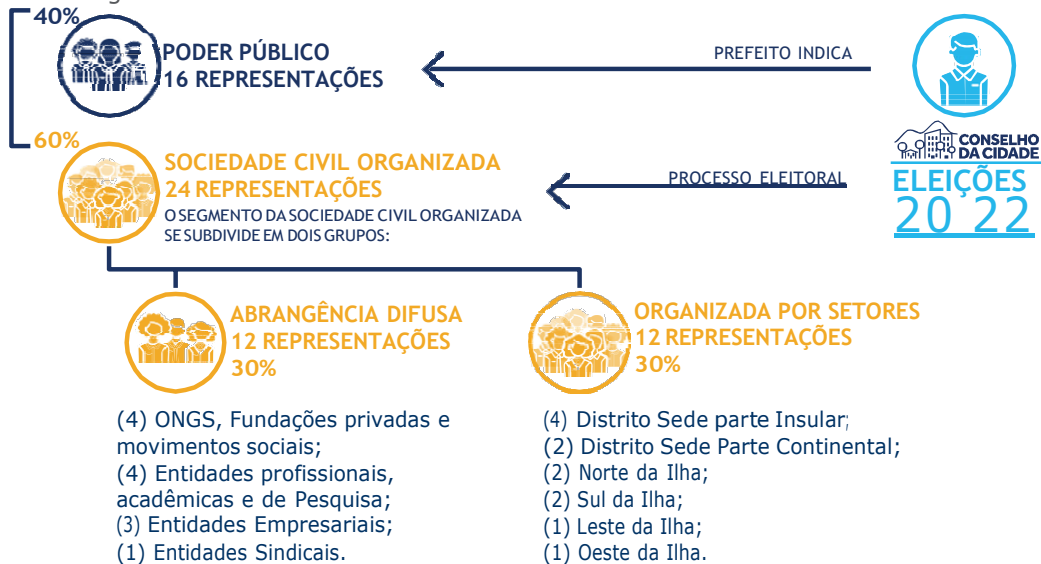 40%
PODER PÚBLICO
16 REPRESENTAÇÕES
PREFEITO INDICA
60%
SOCIEDADE CIVIL ORGANIZADA
24 REPRESENTAÇÕES
O SEGMENTO DA SOCIEDADE CIVIL ORGANIZADA
SE SUBDIVIDE EM DOIS GRUPOS:
PROCESSO ELEITORAL
CONSELHO
DA CIDADE
ELEIÇÕES
20 22
ABRANGÊNCIA DIFUSA
12 REPRESENTAÇÕES
30%
(4) ONGS, Fundações privadas e
movimentos sociais;
(4) Entidades profissionais,
acadêmicas e de Pesquisa;
(3) Entidades Empresariais;
(1) Entidades Sindicais.
ORGANIZADA POR SETORES
12 REPRESENTAÇÕES
30%
(4) Distrito Sede parte Insular;
(2) Distrito Sede Parte Continental;
(2) Norte da Ilha;
(2) Sul da Ilha;
(1) Leste da Ilha;
(1) Oeste da Ilha.